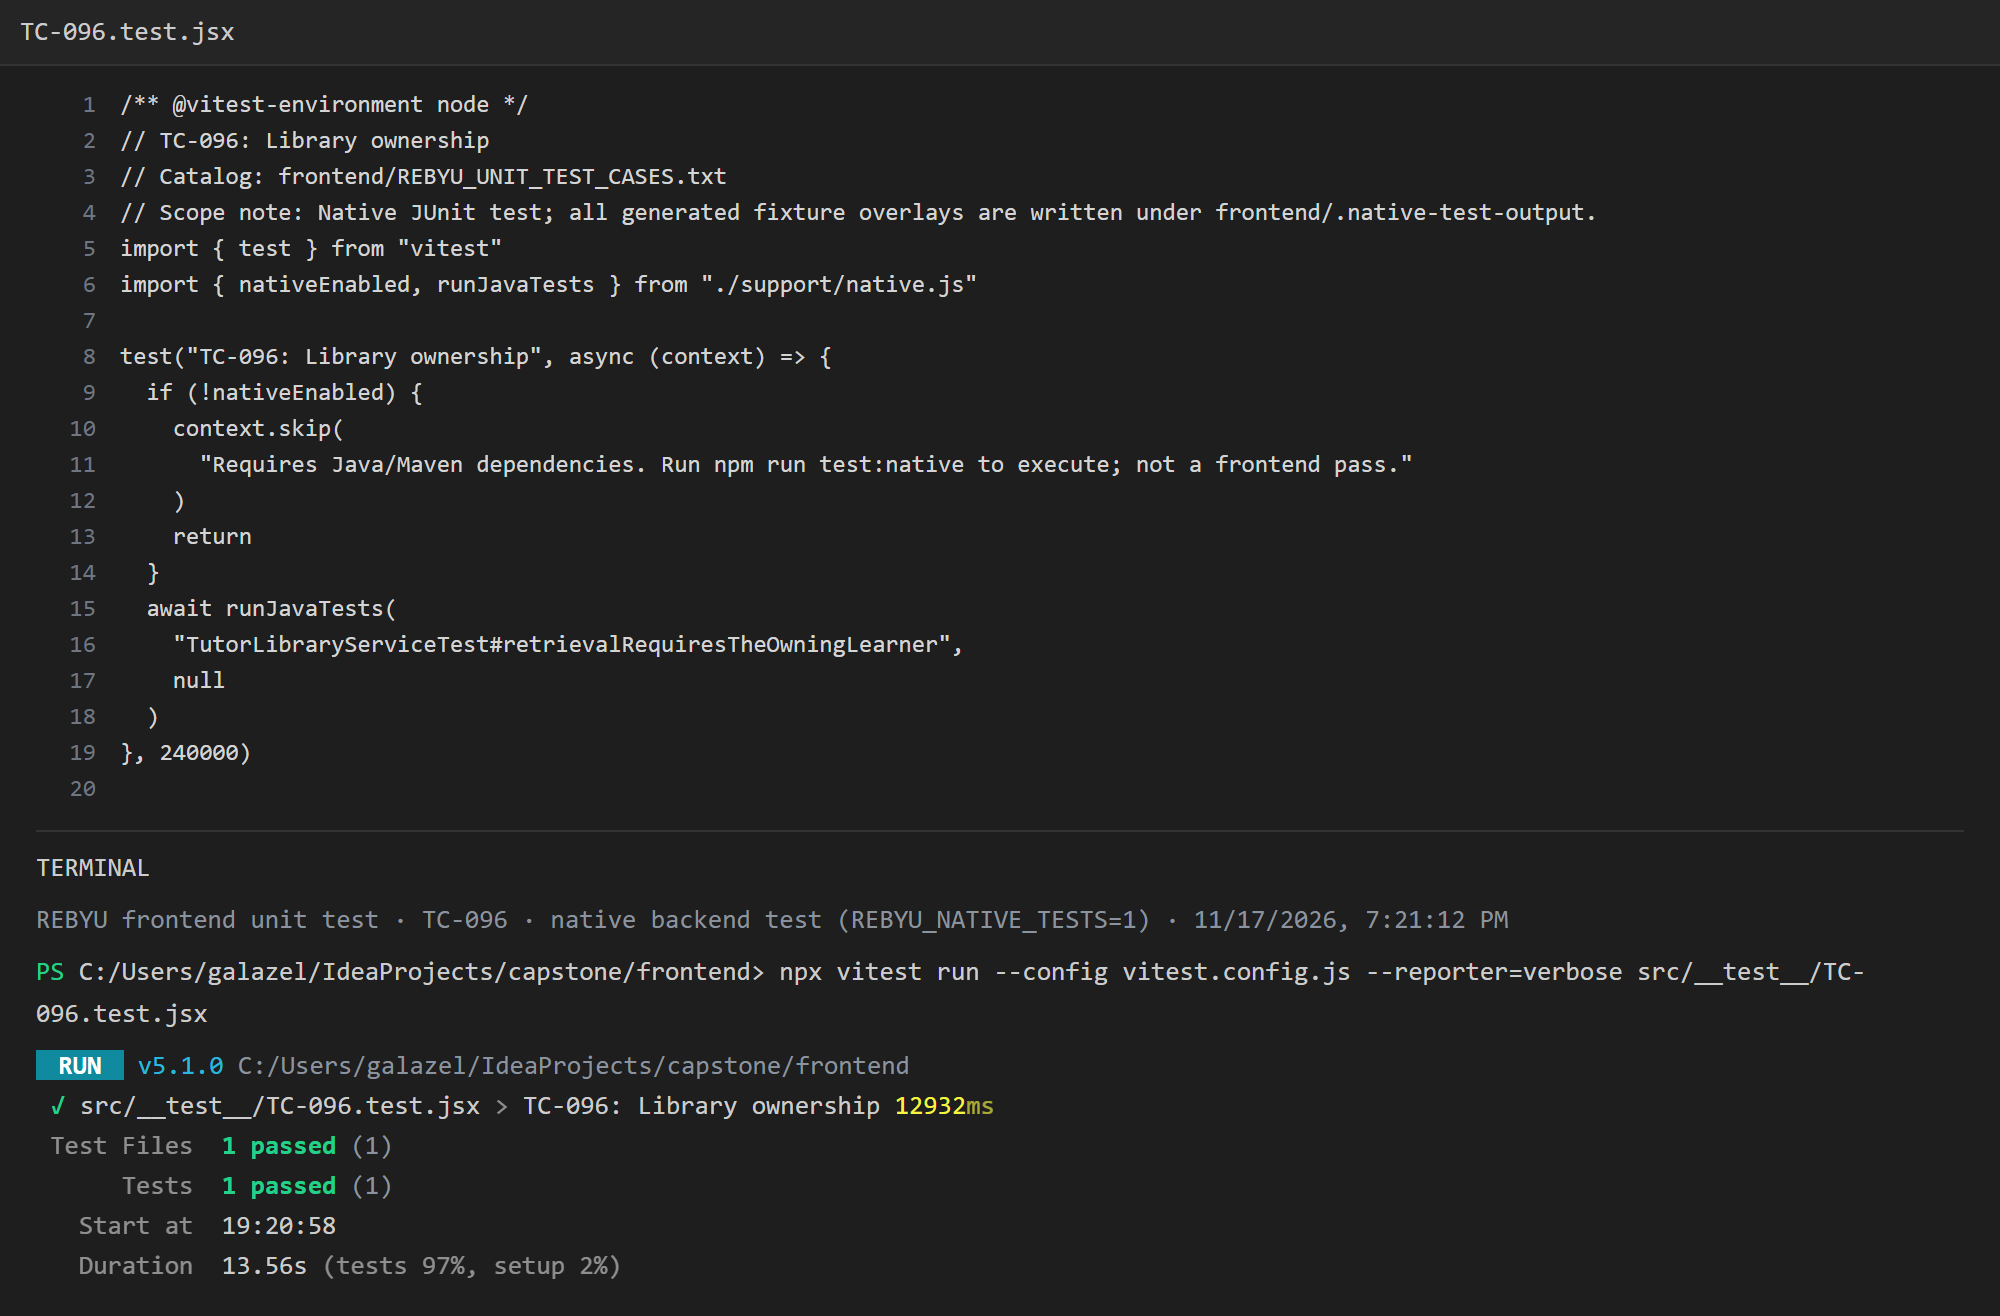 TC-096.test.jsx
1 /** @vitest-environment node */
2 // TC-096: Library ownership
3 // Catalog: frontend/REBYU_UNIT_TEST_CASES.txt
4 // Scope note: Native JUnit test; all generated fixture overlays are written under frontend/.native-test-output.
5 import { test } from "vitest"
6 import { nativeEnabled, runJavaTests } from "./support/native.js"
7
8 test("TC-096: Library ownership", async (context) => {
9   if (!nativeEnabled) {
10     context.skip(
11       "Requires Java/Maven dependencies. Run npm run test:native to execute; not a frontend pass."
12     )
13     return
14   }
15   await runJavaTests(
16     "TutorLibraryServiceTest#retrievalRequiresTheOwningLearner",
17     null
18   )
19 }, 240000)
20
TERMINAL
REBYU frontend unit test · TC-096 · native backend test (REBYU_NATIVE_TESTS=1) · 11/17/2026, 7:21:12 PM
PS C:/Users/galazel/IdeaProjects/capstone/frontend> npx vitest run --config vitest.config.js --reporter=verbose src/__test__/TC-
096.test.jsx
RUN v5.1.0 C:/Users/galazel/IdeaProjects/capstone/frontend
✓ src/__test__/TC-096.test.jsx > TC-096: Library ownership 12932ms
Test Files 1 passed (1)
Tests 1 passed (1)
Start at 19:20:58
Duration 13.56s (tests 97%, setup 2%)